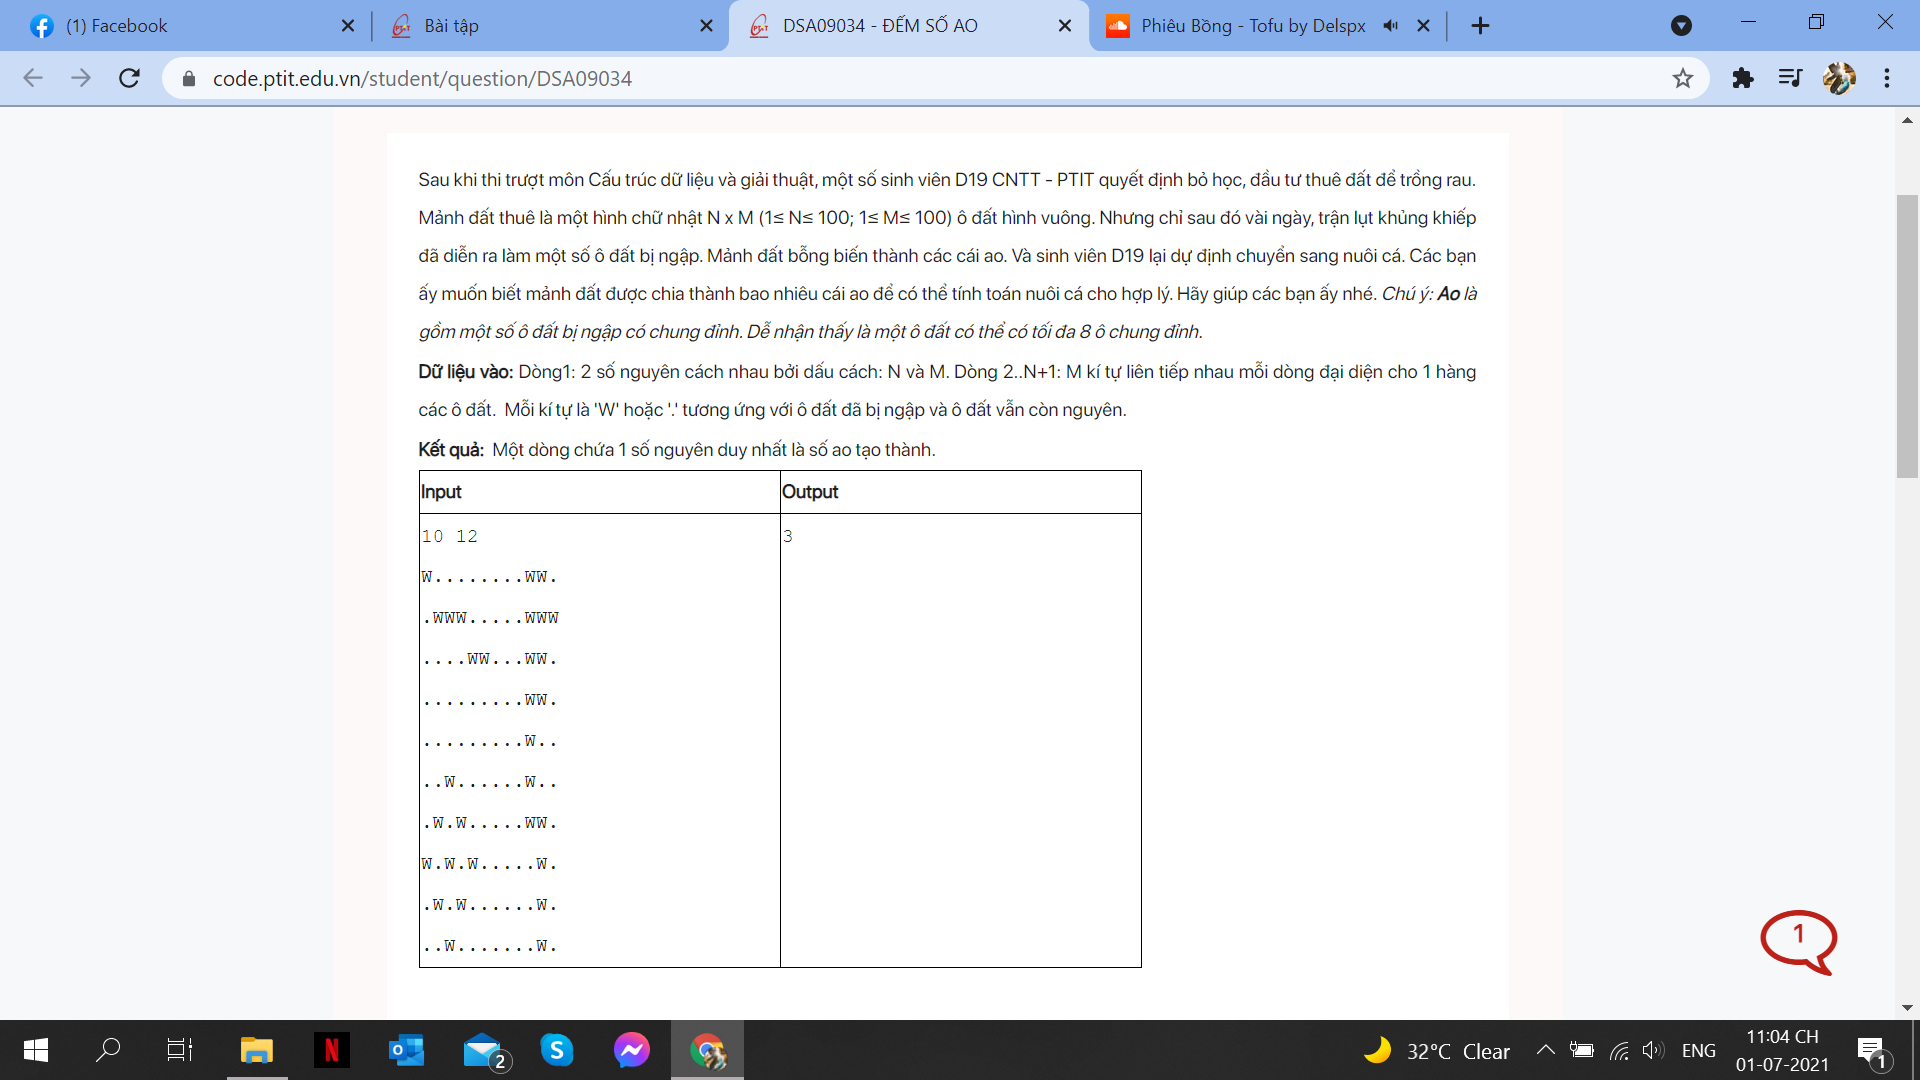 (1) Facebook
Bài tập
DSA09034 - ĐẾM SỐ AO
Phiêu Bồng - Tofu by Delspx
code.ptit.edu.vn/student/question/DSA09034
Sau khi thi trượt môn Cấu trúc dữ liệu và giải thuật, một số sinh viên D19 CNTT - PTIT quyết định bỏ học, đầu tư thuê đất để trồng rau.
Mảnh đất thuê là một hình chữ nhật N x M (1≤ N≤ 100; 1≤ M≤ 100) ô đất hình vuông. Nhưng chỉ sau đó vài ngày, trận lụt khủng khiếp
đã diễn ra làm một số ô đất bị ngập. Mảnh đất bỗng biến thành các cái ao. Và sinh viên D19 lại dự định chuyển sang nuôi cá. Các bạn
ấy muốn biết mảnh đất được chia thành bao nhiêu cái ao để có thể tính toán nuôi cá cho hợp lý. Hãy giúp các bạn ấy nhé. Chú ý: Ao là
gồm một số ô đất bị ngập có chung đỉnh. Dễ nhận thấy là một ô đất có thể có tối đa 8 ô chung đỉnh.
Dữ liệu vào: Dòng1: 2 số nguyên cách nhau bởi dấu cách: N và M. Dòng 2..N+1: M kí tự liên tiếp nhau mỗi dòng đại diện cho 1 hàng
các ô đất. Mỗi kí tự là 'W' hoặc '.' tương ứng với ô đất đã bị ngập và ô đất vẫn còn nguyên.
Kết quả: Một dòng chứa 1 số nguyên duy nhất là số ao tạo thành.
Input Output
10 12 3
W........WW.
.WWW.....WWW
....WW...WW.
.........WW.
.........W..
..W......W..
.W.W.....WW.
W.W.W.....W.
.W.W......W.
..W.......W.
1
2
32°C Clear
ENG
11:04 CH
01-07-2021
1